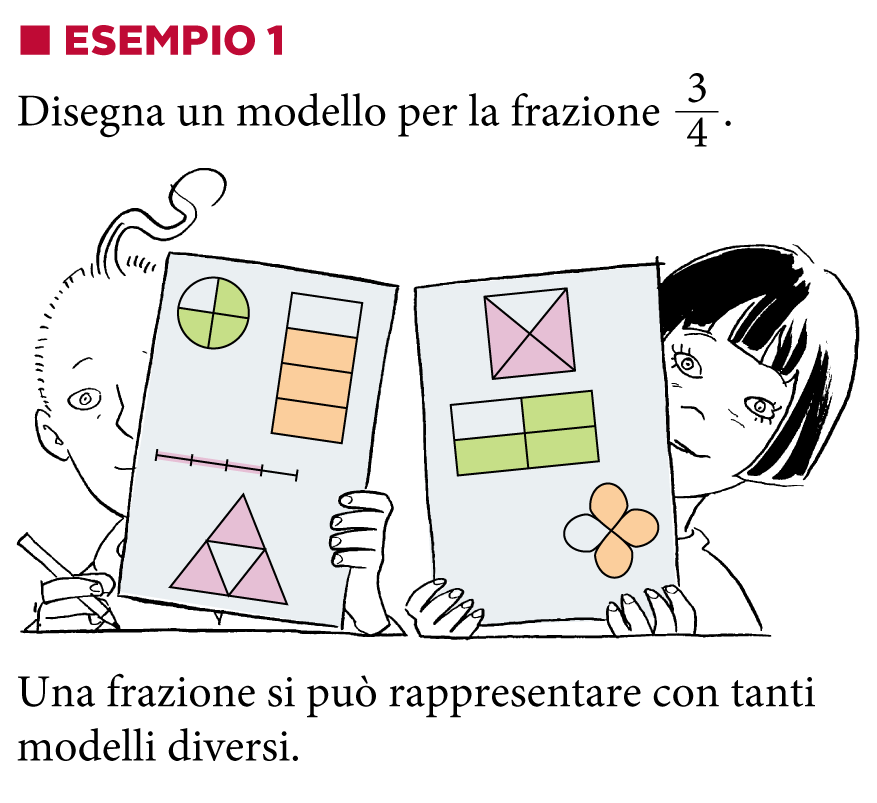 ESEMPIO 1
Disegna un modello per la frazione 3/4.
Una frazione si può rappresentare con tanti
modelli diversi.